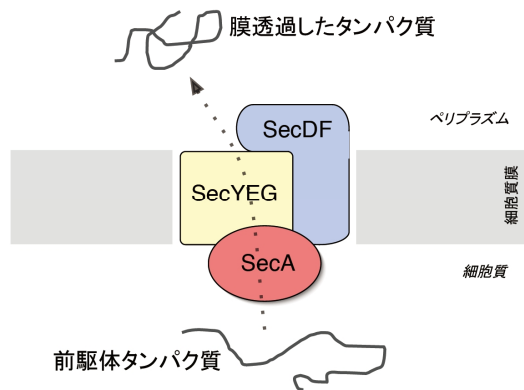 膜透過したタンパク質
ペリプラズム
SecDF
SecYEG
細胞質膜
SecA
細胞質
前駆体タンパク質